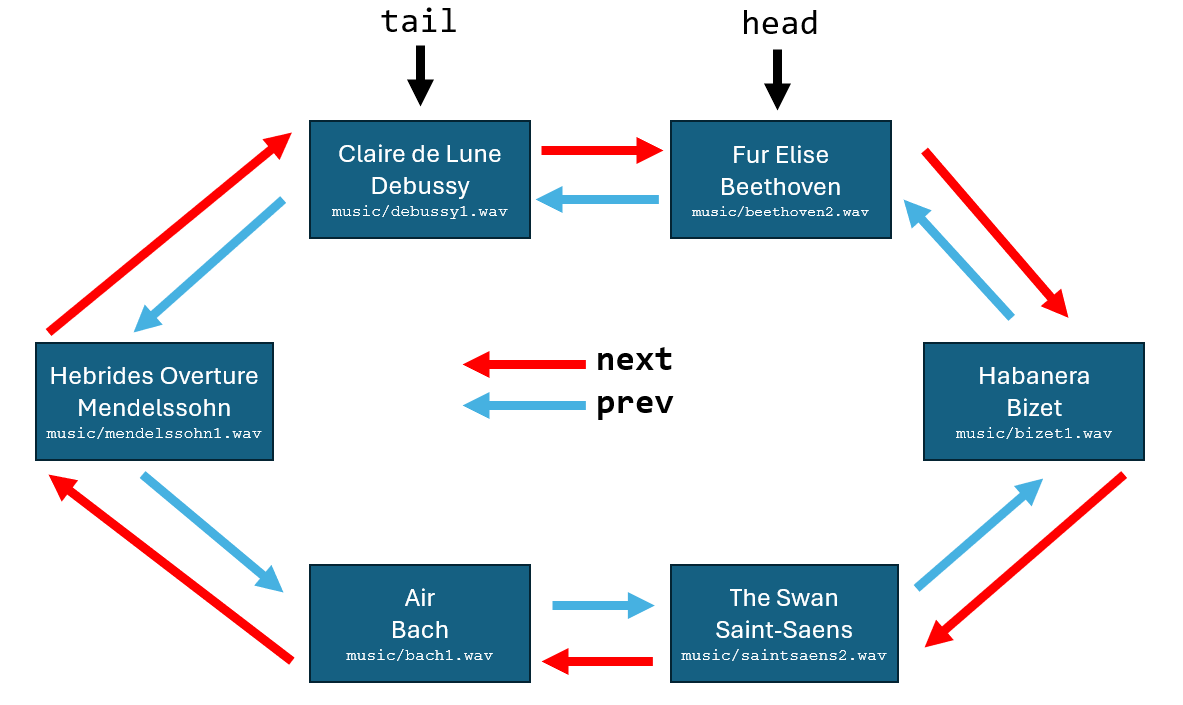 tail
head
Claire de Lune
Debussy
music/debussy1.wav
Fur Elise
Beethoven
music/beethoven2.wav
Hebrides Overture
Mendelssohn
music/mendelssohn1.wav
next
prev
Habanera
Bizet
music/bizet1.wav
Air
Bach
music/bach1.wav
The Swan
Saint-Saens
music/saintsaens2.wav